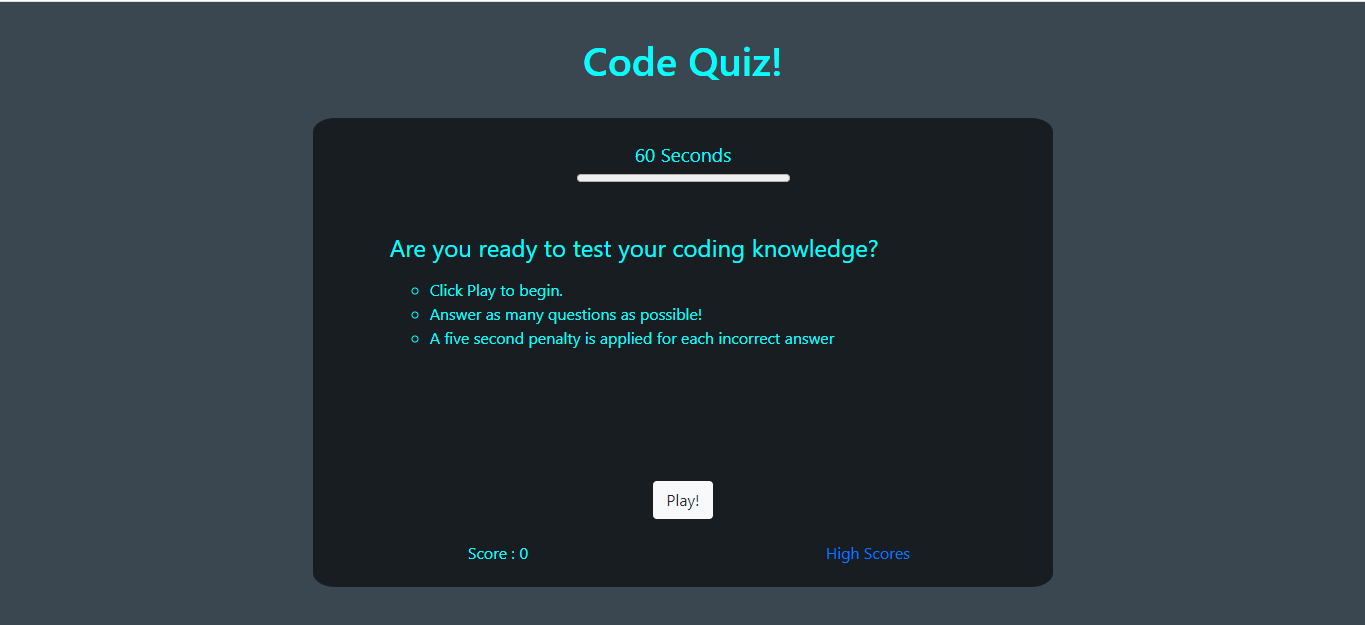 Code Quiz!
60 Seconds
Are you ready to test your coding knowledge?
Click Play to begin.
Answer as many questions as possible!
A five second penalty is applied for each incorrect answer
Play!
Score : 0
High Scores